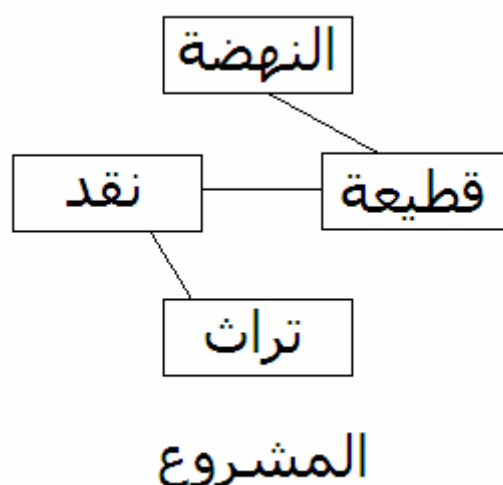 النهضة
قطيعة
نقد
تراث
المشروع